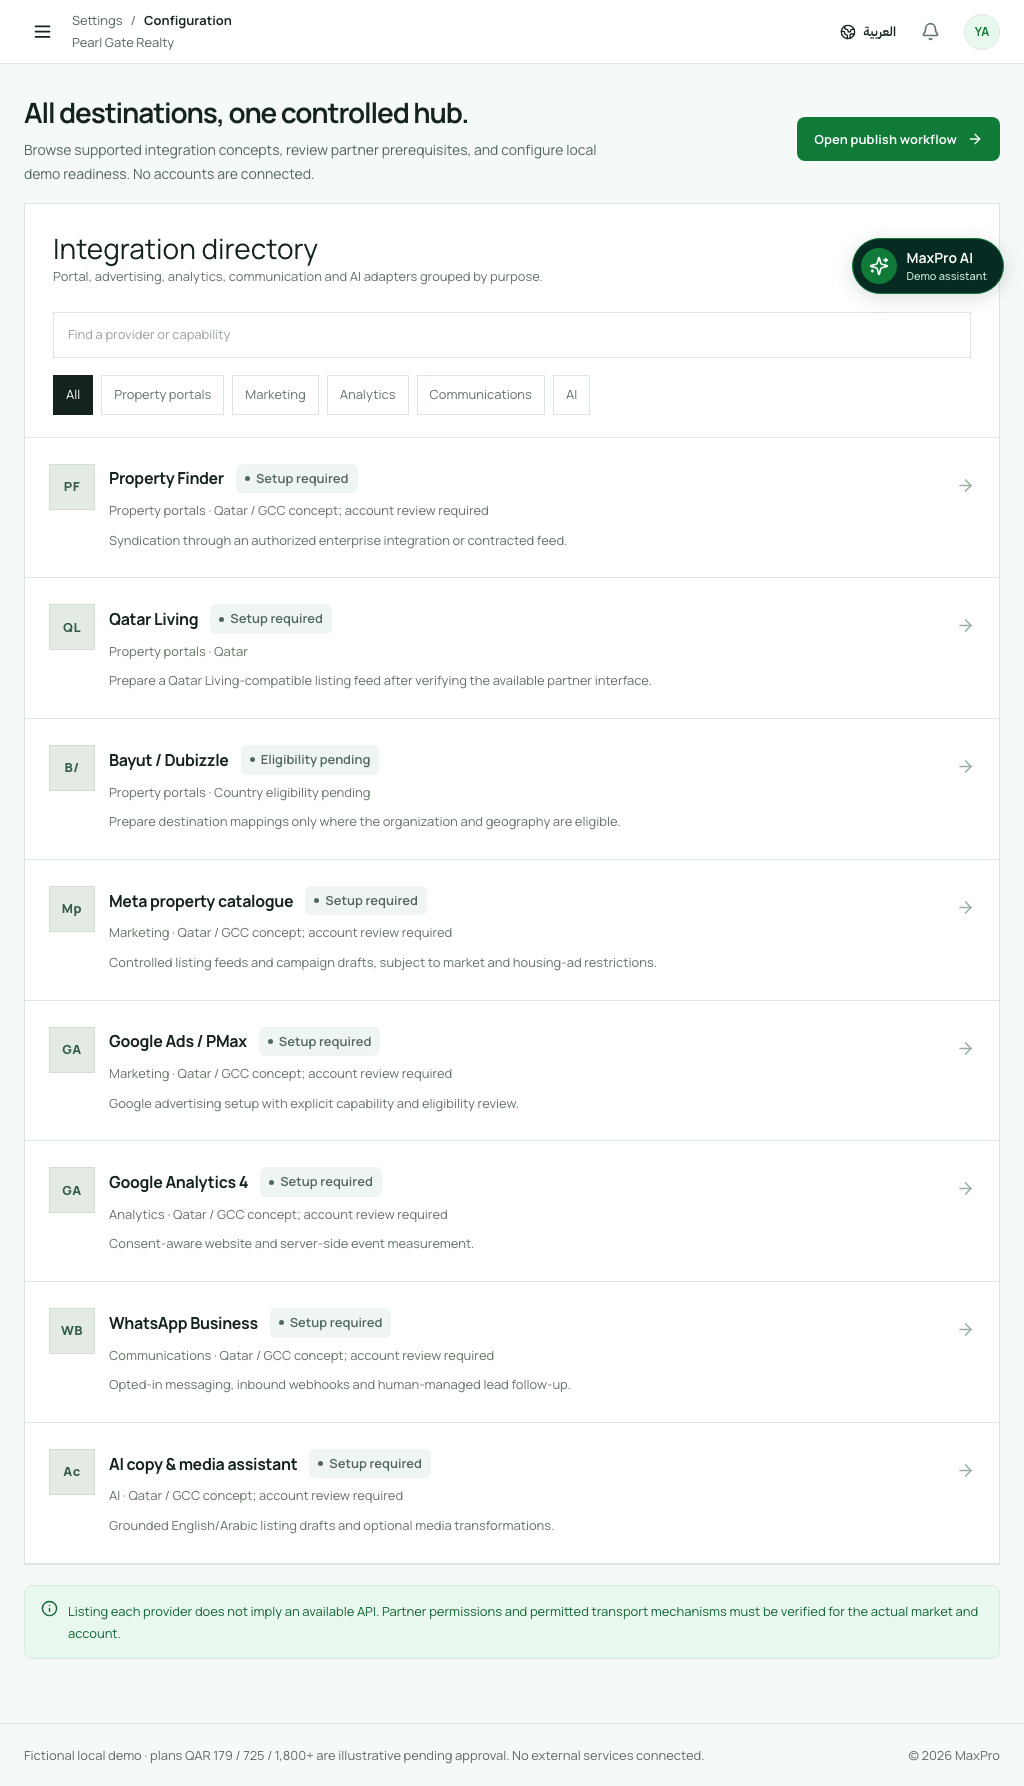 Settings / Configuration
Pearl Gate Realty
العربية
YA
All destinations, one controlled hub.
Browse supported integration concepts, review partner prerequisites, and configure local
demo readiness. No accounts are connected.
Open publish workflow
Integration directory
Portal, advertising, analytics, communication and AI adapters grouped by purpose.
MaxPro AI
Demo assistant
Find a provider or capability
All
Property portals
Marketing
Analytics
Communications
AI
PF
Property Finder
Setup required
Property portals · Qatar / GCC concept; account review required
Syndication through an authorized enterprise integration or contracted feed.
QL
Qatar Living
Setup required
Property portals · Qatar
Prepare a Qatar Living-compatible listing feed after verifying the available partner interface.
B/
Bayut / Dubizzle
Eligibility pending
Property portals · Country eligibility pending
Prepare destination mappings only where the organization and geography are eligible.
Mp
Meta property catalogue
Setup required
Marketing · Qatar / GCC concept; account review required
Controlled listing feeds and campaign drafts, subject to market and housing-ad restrictions.
GA
Google Ads / PMax
Setup required
Marketing · Qatar / GCC concept; account review required
Google advertising setup with explicit capability and eligibility review.
GA
Google Analytics 4
Setup required
Analytics · Qatar / GCC concept; account review required
Consent-aware website and server-side event measurement.
WB
WhatsApp Business
Setup required
Communications · Qatar / GCC concept; account review required
Opted-in messaging, inbound webhooks and human-managed lead follow-up.
Ac
AI copy & media assistant
Setup required
AI · Qatar / GCC concept; account review required
Grounded English/Arabic listing drafts and optional media transformations.
Listing each provider does not imply an available API. Partner permissions and permitted transport mechanisms must be verified for the actual market and
account.
Fictional local demo · plans QAR 179 / 725 / 1,800+ are illustrative pending approval. No external services connected.
© 2026 MaxPro